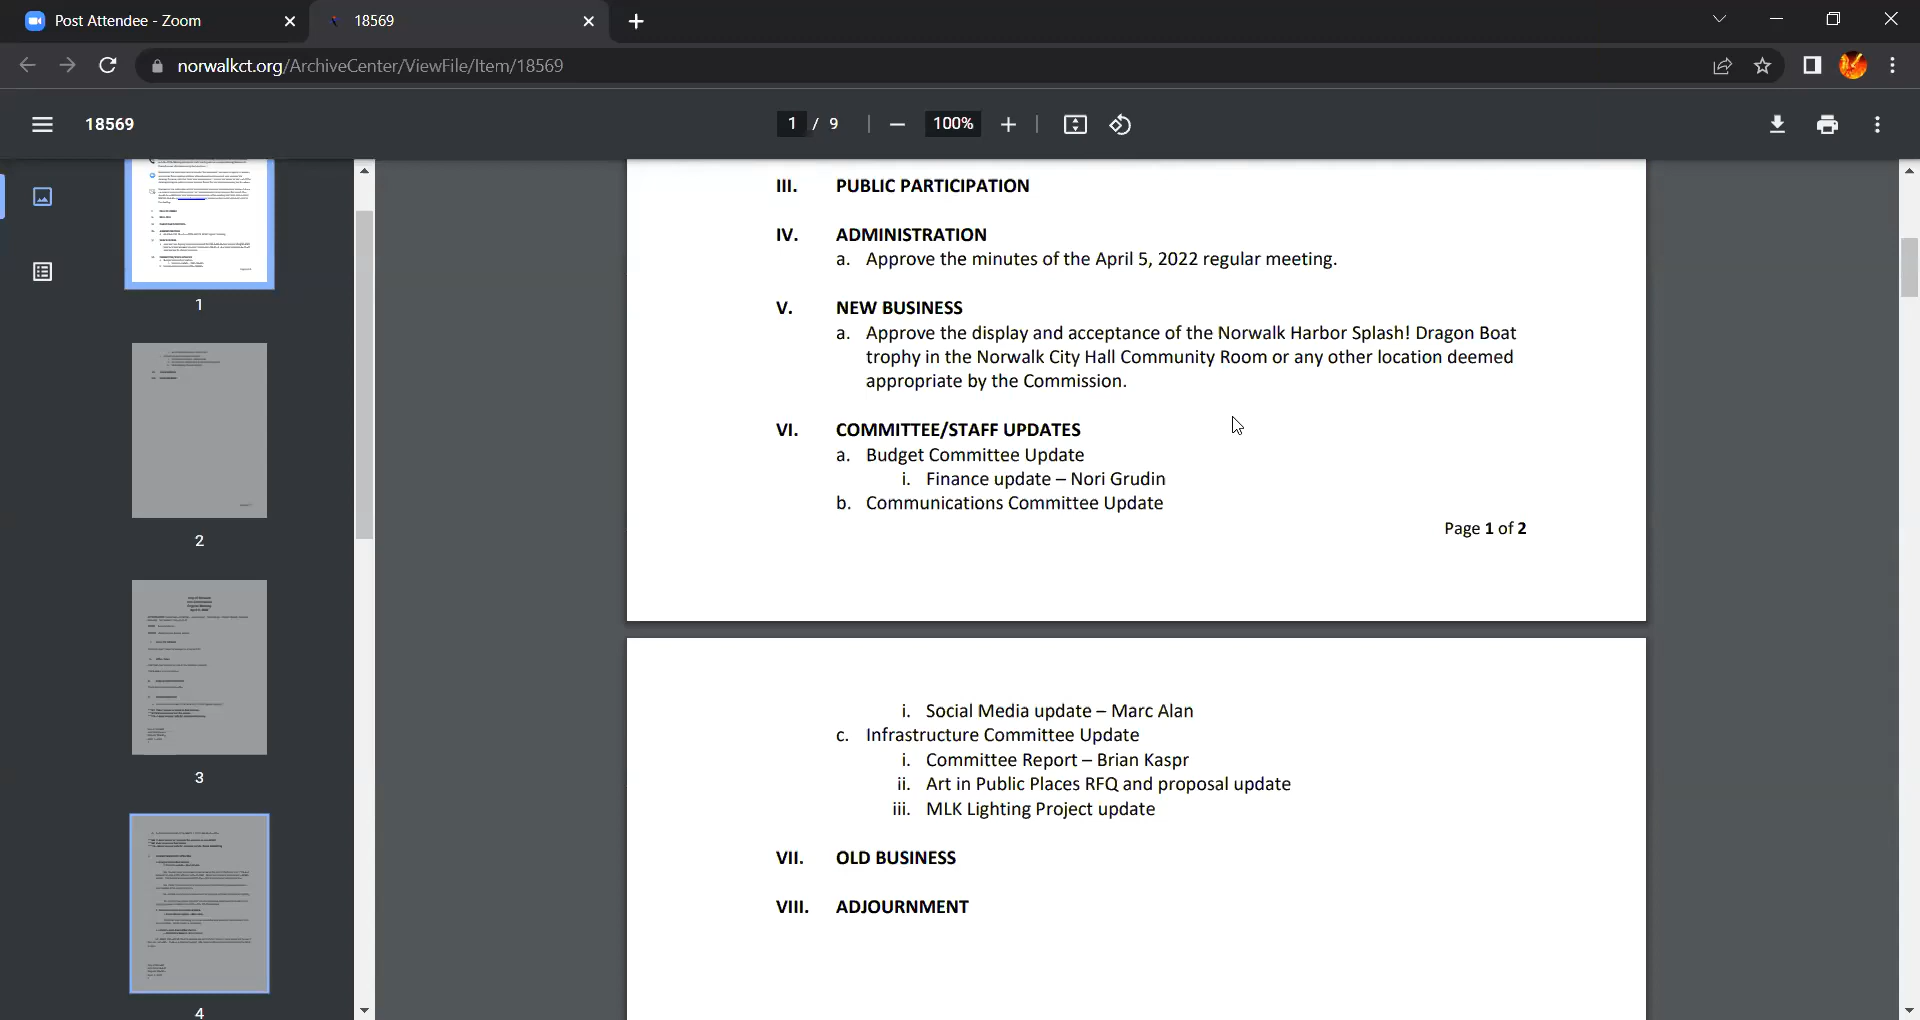 Post Attendee - Zoom
18569
norwalkct.org/ArchiveCenter/ViewFile/Item/18569
18569
1 / 9
100%
1
2
3
4
III. PUBLIC PARTICIPATION
IV. ADMINISTRATION
a. Approve the minutes of the April 5, 2022 regular meeting.
V. NEW BUSINESS
a. Approve the display and acceptance of the Norwalk Harbor Splash! Dragon Boat
trophy in the Norwalk City Hall Community Room or any other location deemed
appropriate by the Commission.
VI. COMMITTEE/STAFF UPDATES
a. Budget Committee Update
i. Finance update – Nori Grudin
b. Communications Committee Update
Page 1 of 2
i. Social Media update – Marc Alan
c. Infrastructure Committee Update
i. Committee Report – Brian Kaspr
ii. Art in Public Places RFQ and proposal update
iii. MLK Lighting Project update
VII. OLD BUSINESS
VIII. ADJOURNMENT